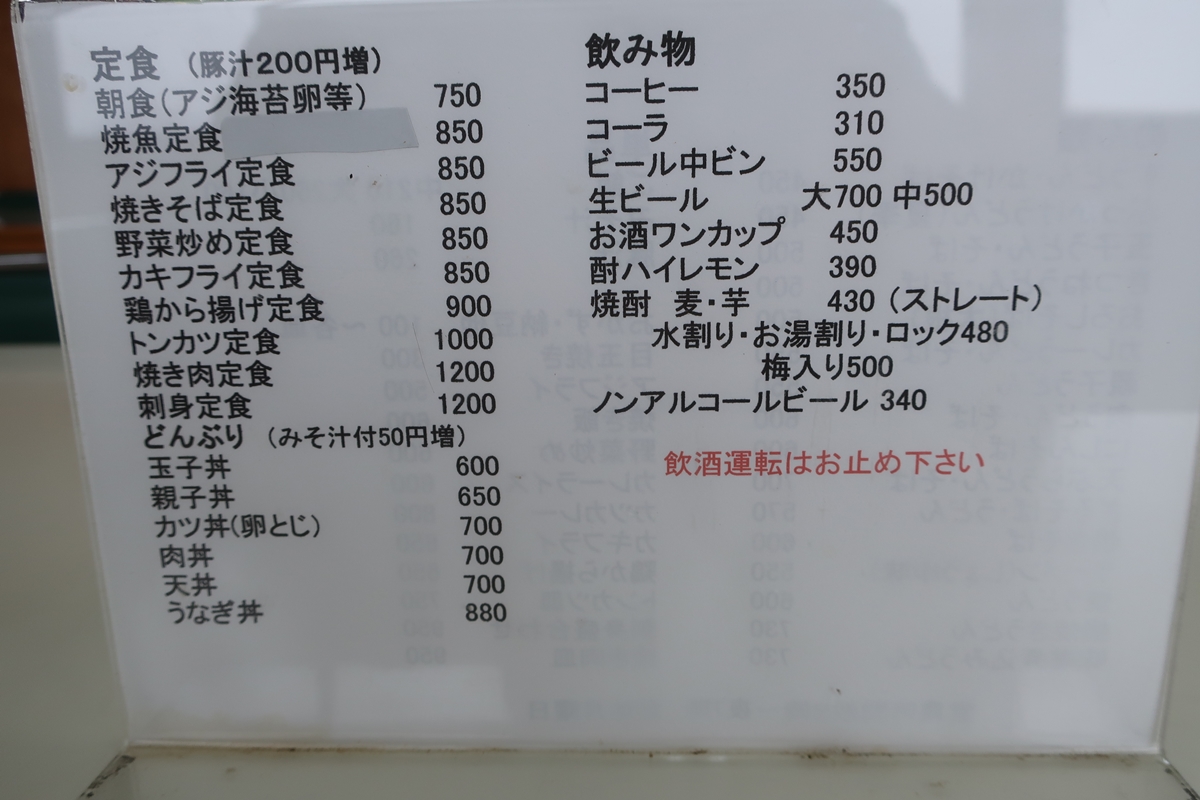 定食 (豚汁200円増)
朝食(アジ海苔卵等) 750
焼魚定食 850
アジフライ定食 850
焼きそば定食 850
野菜炒め定食 850
カキフライ定食 850
鶏から揚げ定食 900
トンカツ定食 1000
焼き肉定食 1200
刺身定食 1200
どんぶり (みそ汁付50円増)
玉子丼 600
親子丼 650
カツ丼(卵とじ) 700
肉丼 700
天丼 700
うなぎ丼 880
飲み物
コーヒー 350
コーラ 310
ビール中ビン 550
生ビール 大700 中500
お酒ワンカップ 450
酎ハイレモン 390
焼酎 麦・芋 430 (ストレート)
水割り・お湯割り・ロック480
梅入り500
ノンアルコールビール 340
飲酒運転はお止め下さい